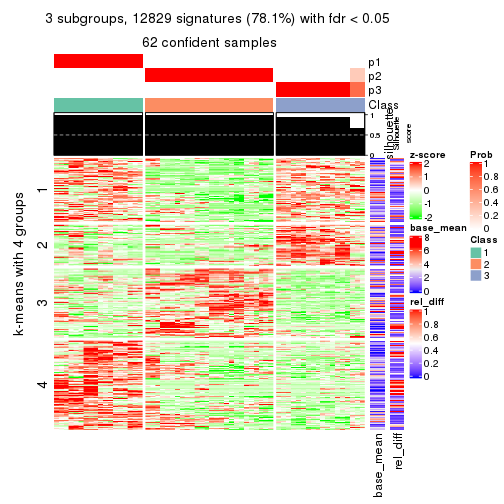 3 subgroups, 12829 signatures (78.1%) with fdr < 0.05
62 confident samples
p1
p2
p3
Class
1
0.5
0
silhouette
Silhouette
score
k-means with 4 groups
1
2
3
4
base_mean
rel_diff
z-score
2
1
0
-1
-2
base_mean
8
6
4
2
0
rel_diff
1
0.8
0.6
0.4
0.2
0
Prob
1
0.8
0.6
0.4
0.2
0
Class
1
2
3